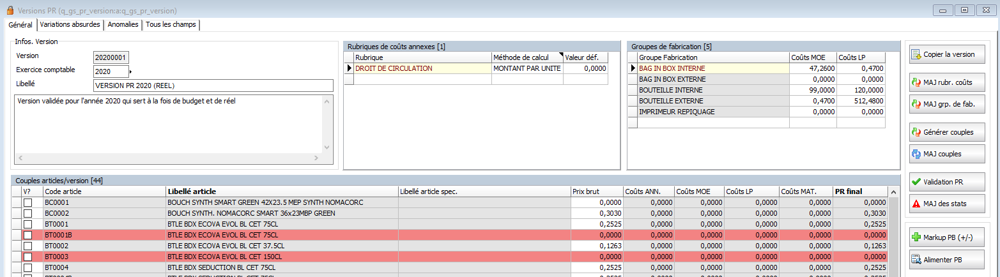 Versions PR (q_gs_pr_version:a:q_gs_pr_version)
Général Variations absurdes Anomalies Tous les champs
Infos. Version
Version 20200001
Exercice comptable 2020
Libellé VERSION PR 2020 (REEL)
Version validée pour l'année 2020 qui sert à la fois de budget et de réel
Rubriques de coûts annexes [1]
Rubrique Méthode de calcul Valeur déf.
DROIT DE CIRCULATION MONTANT PAR UNITE 0,0000
Groupes de fabrication [5]
Groupe Fabrication Coûts MOE Coûts LP
BAG IN BOX INTERNE 47,2600 0,4700
BAG IN BOX EXTERNE 0,0000 0,0000
BOUTEILLE INTERNE 99,0000 120,0000
BOUTEILLE EXTERNE 0,4700 512,4800
IMPRIMEUR REPIQUAGE 0,0000 0,0000
Copier la version
MAJ rubr. coûts
MAJ grp. de fab.
Générer couples
MAJ couples
Validation PR
MAJ des stats
Markup PB (+/-)
Alimenter PB
Couples articles/version [44]
V? Code article Libellé article Libellé article spec. Prix brut Coûts ANN. Coûts MOE Coûts LP Coûts MAT. PR final
BC0001 BOUCH SYNTH SMART GREEN 42X23.5 MEP SYNTH NOMACORC 0,0000 0,0000 0,0000 0,0000 0,0000 0,0000
BC0002 BOUCH SYNTH. NOMACORC SMART 36x23MBP GREEN 0,3030 0,0000 0,0000 0,0000 0,0000 0,3030
BT0001 BTLE BDX ECOVA EVOL BL CET 75CL 0,2525 0,0000 0,0000 0,0000 0,0000 0,2525
BT0001B BTLE BDX ECOVA EVOL BL CET 75CL 0,0000 0,0000 0,0000 0,0000 0,0000 0,0000
BT0002 BTLE BDX ECOVA EVOL BL CET 37.5CL 0,1263 0,0000 0,0000 0,0000 0,0000 0,1263
BT0003 BTLE BDX ECOVA EVOL BL CET 150CL 0,0000 0,0000 0,0000 0,0000 0,0000 0,0000
BT0004 BTLE BDX SEDUCTION BL CET 75CL 0,2525 0,0000 0,0000 0,0000 0,0000 0,2525